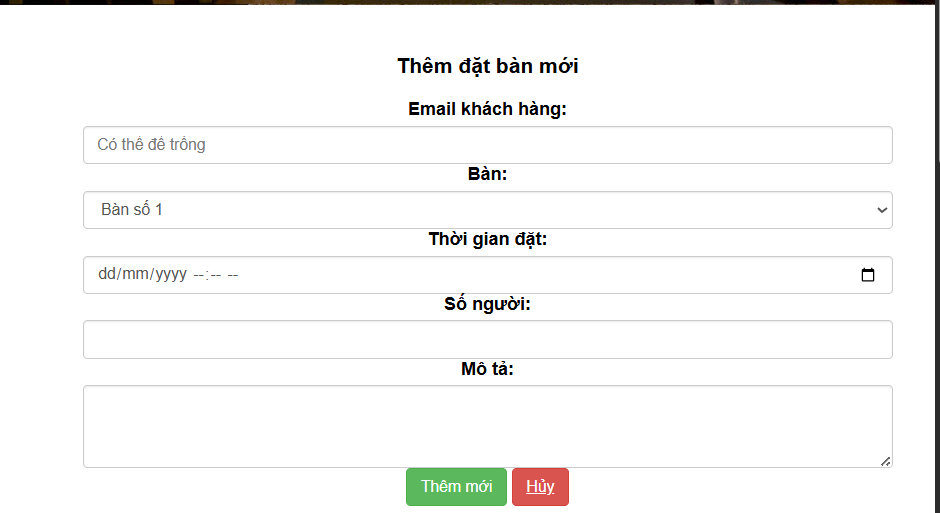 Thêm đặt bàn mới
Email khách hàng:
Có thể để trống
Bàn:
Bàn số 1
Thời gian đặt:
dd/mm/yyyy --:-- --
Số người:
Mô tả:
Thêm mới Hủy